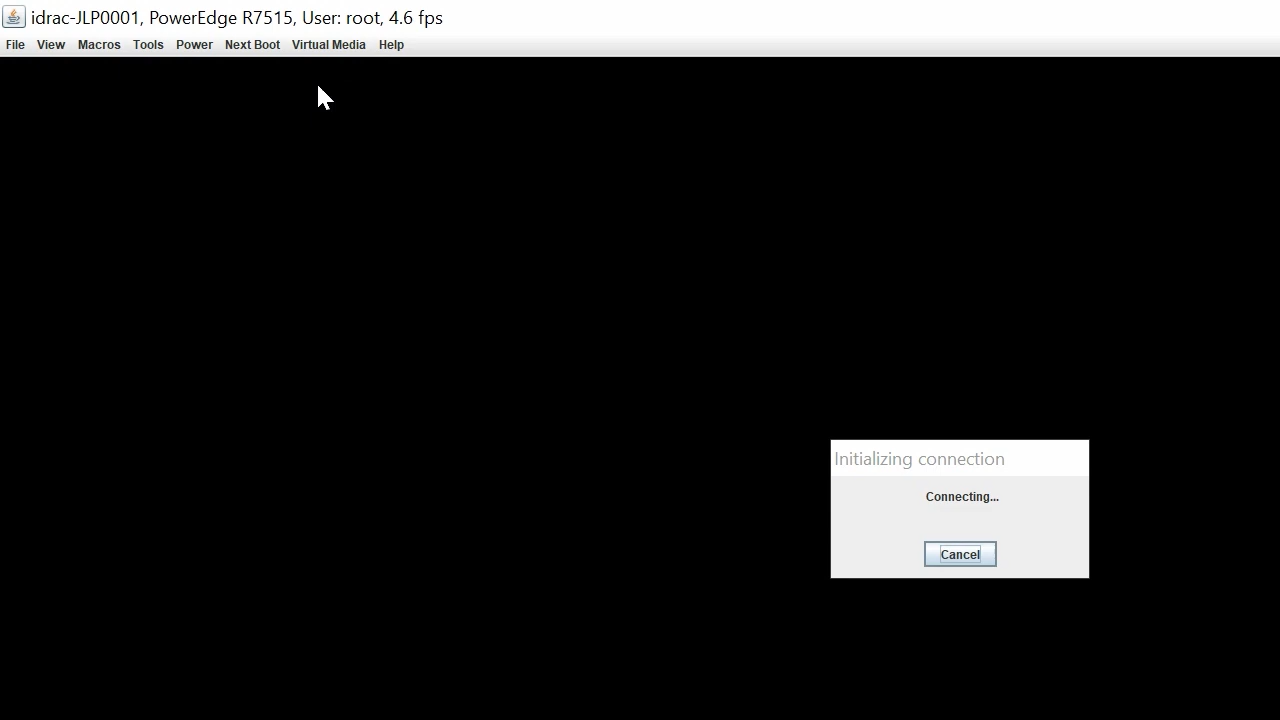 idrac-JLP0001, PowerEdge R7515, User: root, 4.6 fps
File View Macros Tools Power Next Boot Virtual Media Help
Initializing connection
Connecting...
Cancel